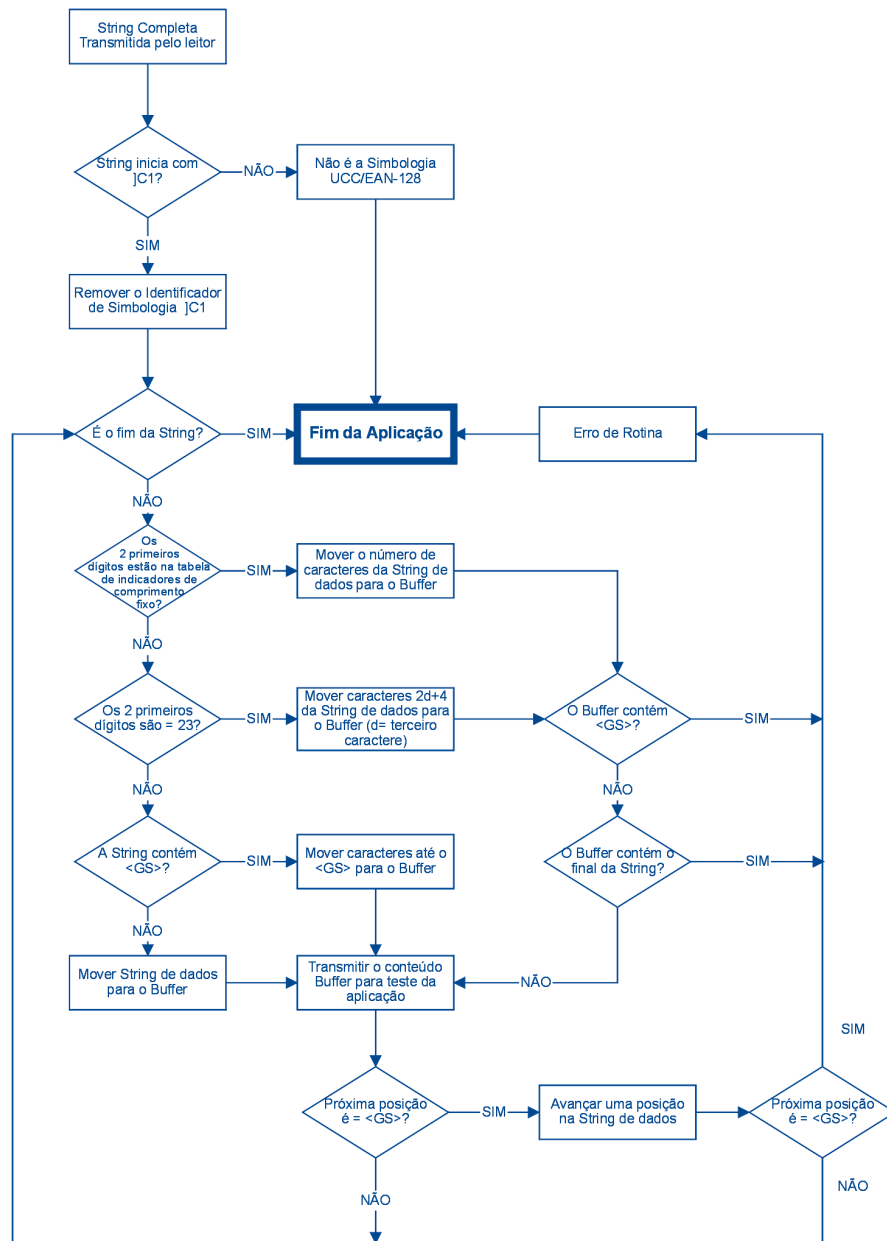 String Completa
Transmitida pelo leitor
String inicia com
]C1?
NÃO
Não é a Simbologia
UCC/EAN-128
SIM
Remover o Identificador
de Simbologia ]C1
É o fim da String?
SIM
Fim da Aplicação
Erro de Rotina
NÃO
Os
2 primeiros
dígitos estão na tabela
de indicadores de
comprimento
fixo?
SIM
Mover o número de
caracteres da String de
dados para o Buffer
NÃO
Os 2 primeiros
dígitos são = 23?
SIM
Mover caracteres 2d+4
da String de dados para
o Buffer (d= terceiro
caractere)
O Buffer contém
<GS>?
SIM
NÃO
NÃO
A String contém
<GS>?
SIM
Mover caracteres até o
<GS> para o Buffer
O Buffer contém o
final da String?
SIM
NÃO
Mover String de dados
para o Buffer
Transmitir o conteúdo
Buffer para teste da
aplicação
NÃO
SIM
Próxima posição
é = <GS>?
SIM
Avançar uma posição
na String de dados
Próxima posição
é = <GS>?
NÃO
NÃO